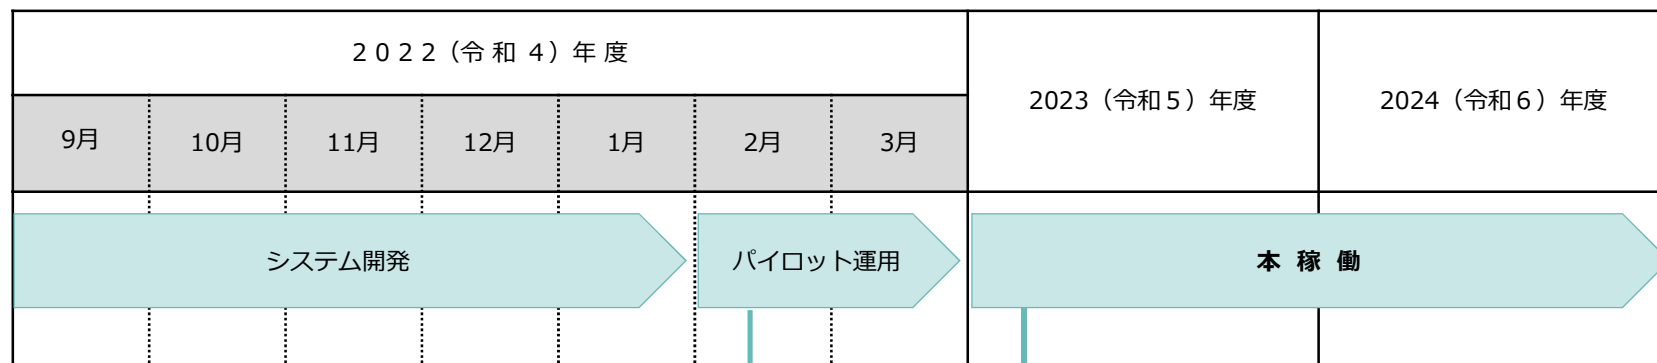 ２０２２（令和４）年度
2023（令和５）年度
2024（令和６）年度
9月
10月
11月
12月
1月
2月
3月
システム開発
パイロット運用
本稼働